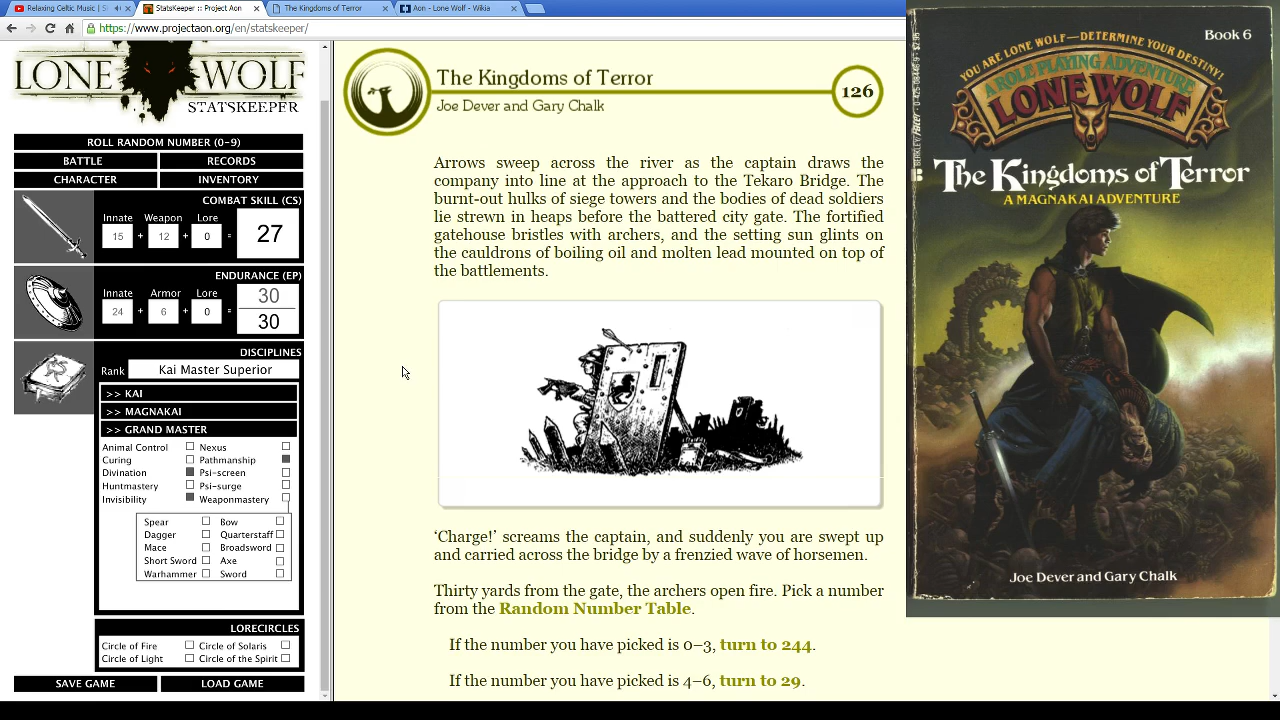 Relaxing Celtic Music | S
StatsKeeper :: Project Aon
The Kingdoms of Terror
Aon - Lone Wolf - Wikia
https://www.projectaon.org/en/statskeeper/
LONE WOLF
STATSKEEPER
ROLL RANDOM NUMBER (0-9)
BATTLE RECORDS
CHARACTER INVENTORY
COMBAT SKILL (CS)
Innate Weapon Lore
15 + 12 + 0 = 27
ENDURANCE (EP)
Innate Armor Lore 30
24 + 6 + 0 = 30
DISCIPLINES
Rank Kai Master Superior
>> KAI
>> MAGNAKAI
>> GRAND MASTER
Animal Control Nexus
Curing Pathmanship
Divination Psi-screen
Huntmastery Psi-surge
Invisibility Weaponmastery
Spear Bow
Dagger Quarterstaff
Mace Broadsword
Short Sword Axe
Warhammer Sword
LORECIRCLES
Circle of Fire Circle of Solaris
Circle of Light Circle of the Spirit
SAVE GAME LOAD GAME
The Kingdoms of Terror
Joe Dever and Gary Chalk
126
Arrows sweep across the river as the captain draws the
company into line at the approach to the Tekaro Bridge. The
burnt-out hulks of siege towers and the bodies of dead soldiers
lie strewn in heaps before the battered city gate. The fortified
gatehouse bristles with archers, and the setting sun glints on
the cauldrons of boiling oil and molten lead mounted on top of
the battlements.
‘Charge!’ screams the captain, and suddenly you are swept up
and carried across the bridge by a frenzied wave of horsemen.
Thirty yards from the gate, the archers open fire. Pick a number
from the Random Number Table.
If the number you have picked is 0–3, turn to 244.
If the number you have picked is 4–6, turn to 29.
Book 6
YOU ARE LONE WOLF—DETERMINE YOUR DESTINY!
A ROLE PLAYING ADVENTURE
LONE WOLF
The Kingdoms of Terror
A MAGNAKAI ADVENTURE
Joe Dever and Gary Chalk